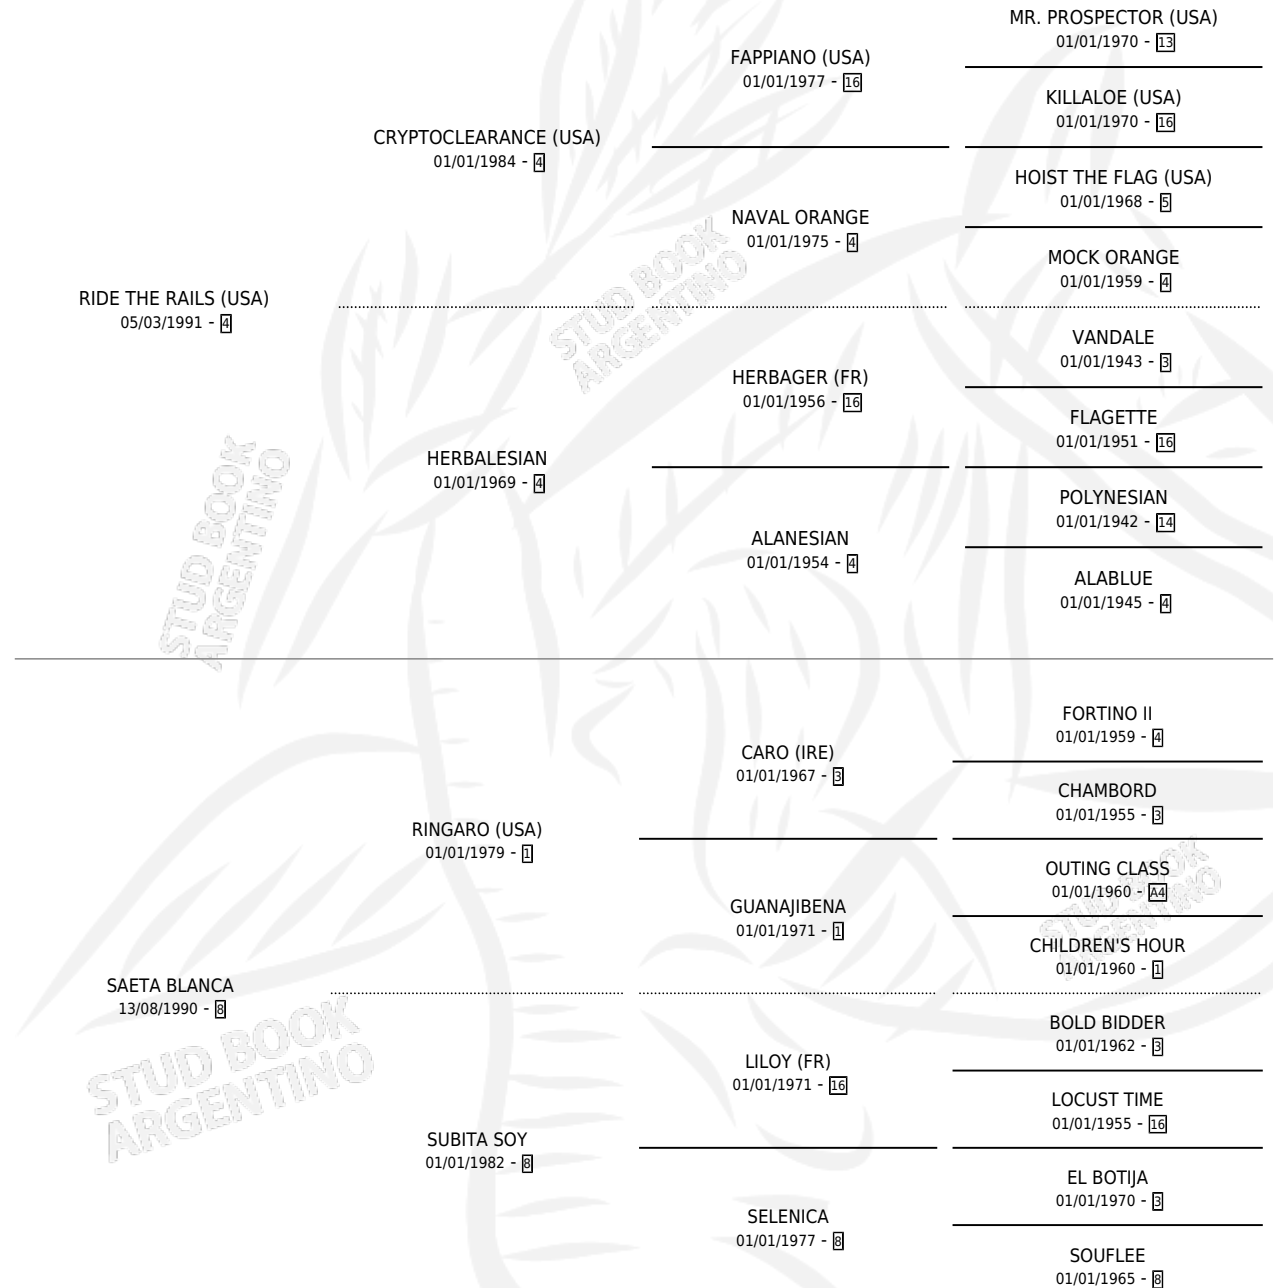 MR. PROSPECTOR (USA)
01/01/1970 - 13
FAPPIANO (USA)
01/01/1977 - 16
KILLALOE (USA)
01/01/1970 - 16
CRYPTOCLEARANCE (USA)
01/01/1984 - 4
HOIST THE FLAG (USA)
01/01/1968 - 5
NAVAL ORANGE
01/01/1975 - 4
MOCK ORANGE
01/01/1959 - 4
RIDE THE RAILS (USA)
05/03/1991 - 4
VANDALE
01/01/1943 - 3
HERBAGER (FR)
01/01/1956 - 16
FLAGETTE
01/01/1951 - 16
HERBALESIAN
01/01/1969 - 4
POLYNESIAN
01/01/1942 - 14
ALANESIAN
01/01/1954 - 4
ALABLUE
01/01/1945 - 4
FORTINO II
01/01/1959 - 4
CARO (IRE)
01/01/1967 - 3
CHAMBORD
01/01/1955 - 3
RINGARO (USA)
01/01/1979 - 1
OUTING CLASS
01/01/1960 - A4
GUANAJIBENA
01/01/1971 - 1
CHILDREN'S HOUR
01/01/1960 - 1
SAETA BLANCA
13/08/1990 - 8
BOLD BIDDER
01/01/1962 - 3
LILOY (FR)
01/01/1971 - 16
LOCUST TIME
01/01/1955 - 16
SUBITA SOY
01/01/1982 - 8
EL BOTIJA
01/01/1970 - 3
SELENICA
01/01/1977 - 8
SOUFLEE
01/01/1965 - 8
STUD BOOK
ARGENTINO
STUD BOOK
ARGENTINO
STUD BOOK
ARGENTINO
STUD BOOK
ARGENTINO